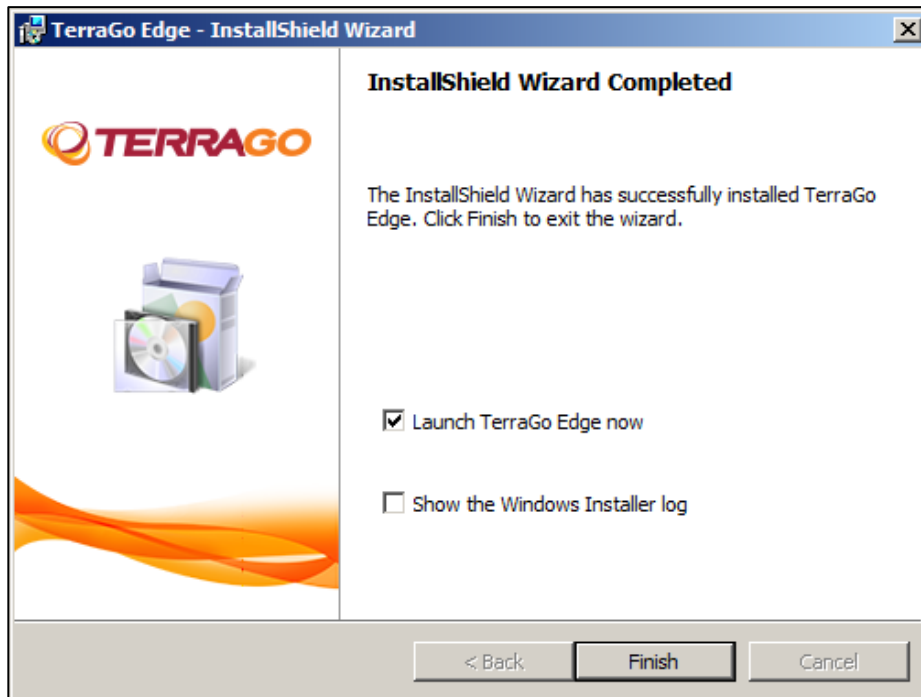 TerraGo Edge - InstallShield Wizard
TERRAGO
InstallShield Wizard Completed
The InstallShield Wizard has successfully installed TerraGo
Edge. Click Finish to exit the wizard.
Launch TerraGo Edge now
Show the Windows Installer log
< Back
Finish
Cancel